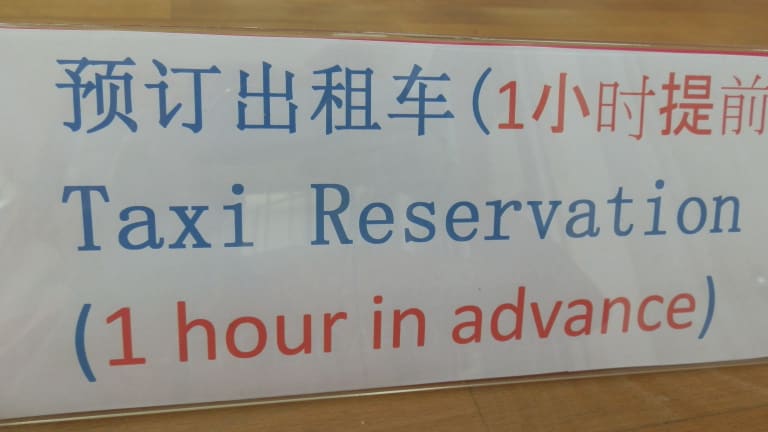 预订出租车(1小时提前
Taxi Reservation
(1 hour in advance)